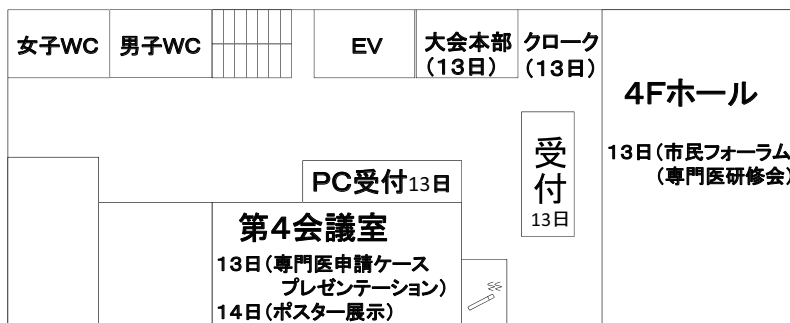 女子WC
男子WC
EV
大会本部
(13日)
クローク
(13日)
4Fホール
13日(市民フォーラム
(専門医研修会)
受付
13日
PC受付13日
第4会議室
13日(専門医申請ケース
プレゼンテーション)
14日(ポスター展示)